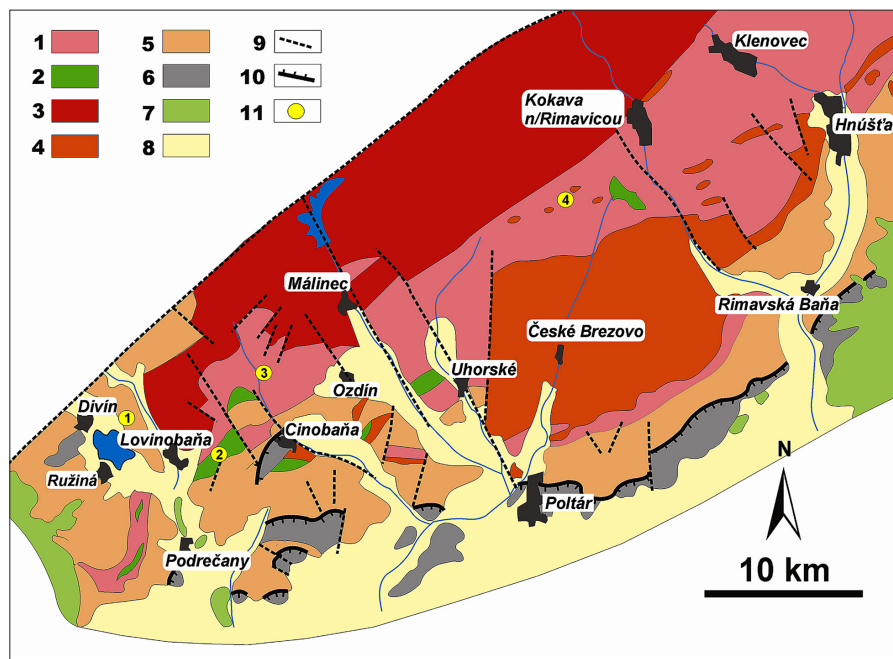 1
2
3
4
5
6
7
8
9
10
11
Klenovec
Kokava
n/Rimavicou
Hnúšťa
4
Málinec
Rimavská Baňa
České Brezovo
Uhorské
3
Ozdín
Divín
1
Lovinobaňa
Cinobaňa
2
Ružiná
Poltár
Podrečany
N
10 km